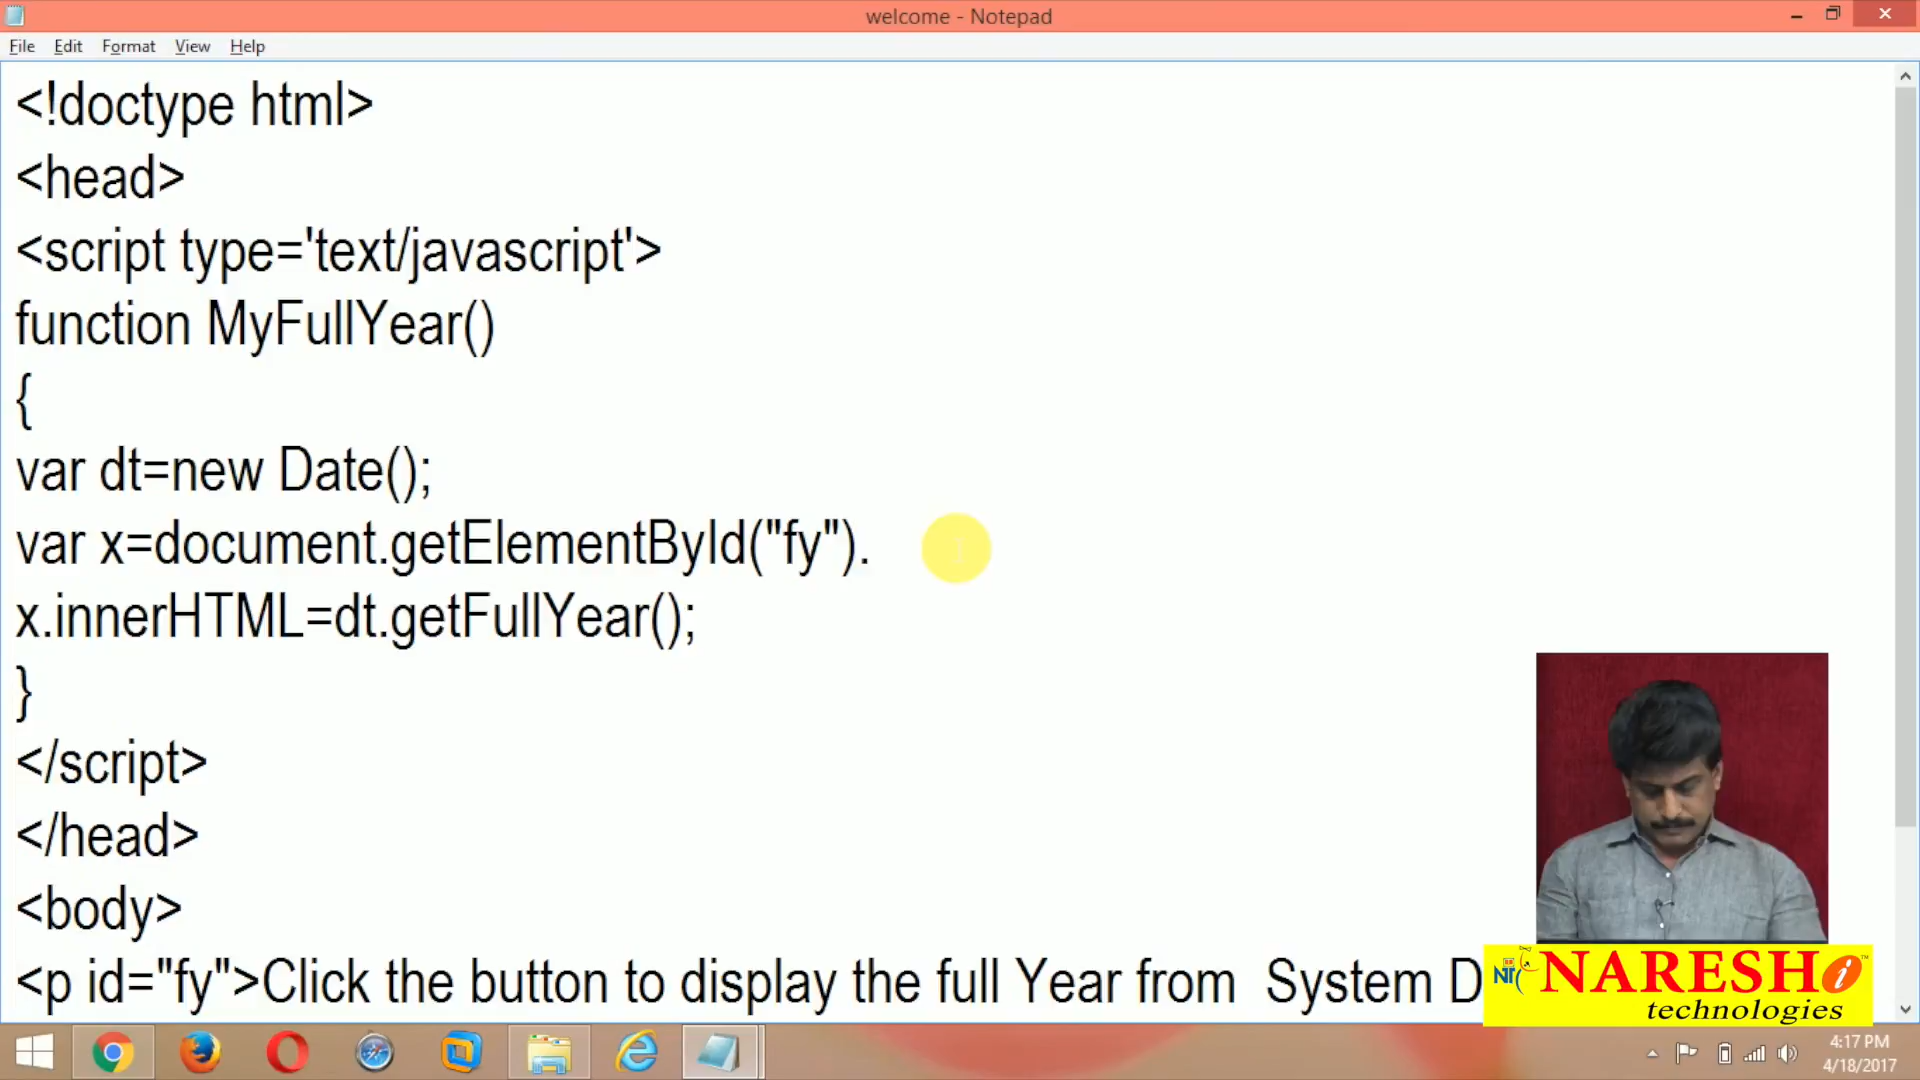 welcome - Notepad
File Edit Format View Help
<!doctype html>
<head>
<script type='text/javascript'>
function MyFullYear()
{
var dt=new Date();
var x=document.getElementById("fy").
x.innerHTML=dt.getFullYear();
}
</script>
</head>
<body>
<p id="fy">Click the button to display the full Year from  System D
NARESH i
technologies
4:17 PM
4/18/2017